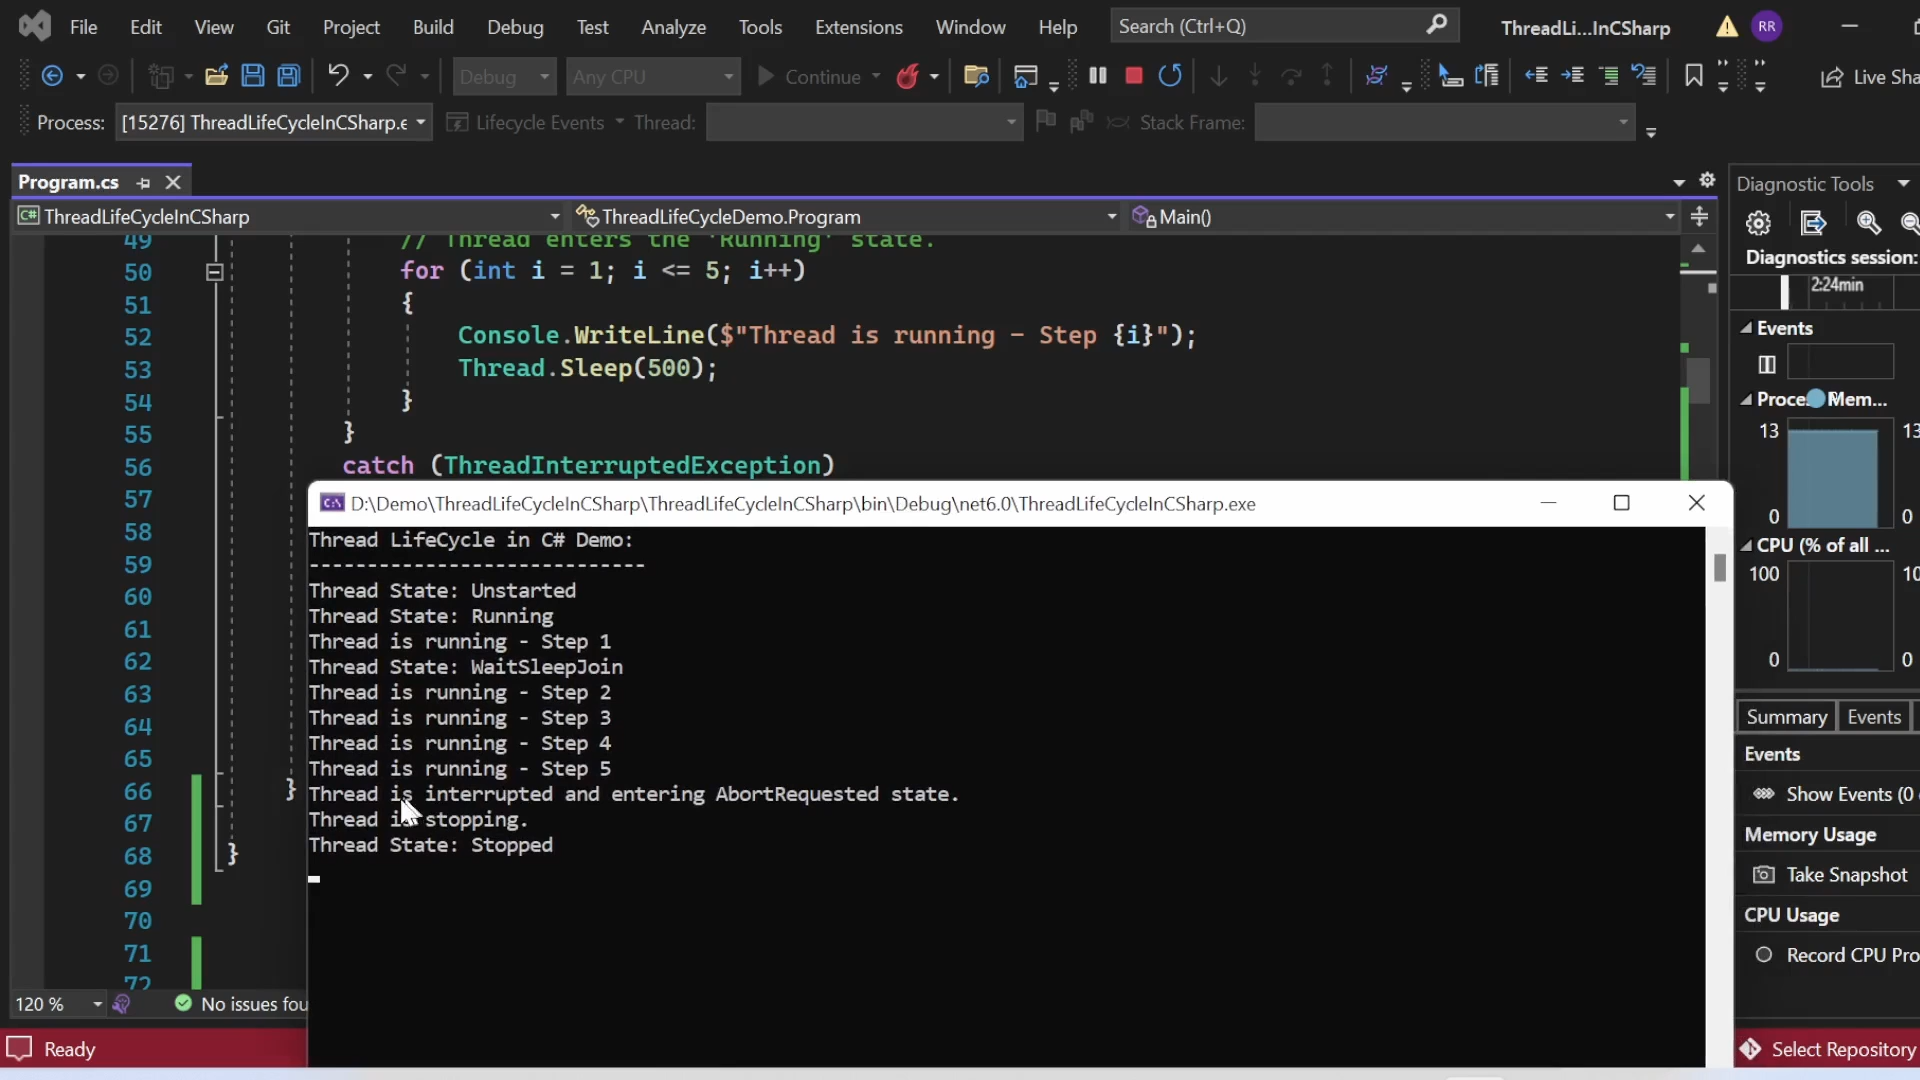 File Edit View Git Project Build Debug Test Analyze Tools Extensions Window Help Search (Ctrl+Q) ThreadLi...InCSharp RR
Debug Any CPU Continue Live Sha
Process: [15276] ThreadLifeCycleInCSharp.e Lifecycle Events Thread: Stack Frame:
Program.cs
ThreadLifeCycleInCSharp ThreadLifeCycleDemo.Program Main()
49 // Thread enters the 'Running' state.
50 for (int i = 1; i <= 5; i++)
51 {
52 Console.WriteLine($"Thread is running - Step {i}");
53 Thread.Sleep(500);
54 }
55 }
56 catch (ThreadInterruptedException)
57
58
59
60
61
62
63
64
65
66 }
67
68 }
69
70
71
72
D:\Demo\ThreadLifeCycleInCSharp\ThreadLifeCycleInCSharp\bin\Debug\net6.0\ThreadLifeCycleInCSharp.exe
Thread LifeCycle in C# Demo:
-----------------------------
Thread State: Unstarted
Thread State: Running
Thread is running - Step 1
Thread State: WaitSleepJoin
Thread is running - Step 2
Thread is running - Step 3
Thread is running - Step 4
Thread is running - Step 5
Thread is interrupted and entering AbortRequested state.
Thread is stopping.
Thread State: Stopped
120 % No issues fou
Ready
Diagnostic Tools
Diagnostics session:
2:24min
Events
Proce Mem...
13 13
0 0
CPU (% of all ...
100 10
0 0
Summary Events
Events
Show Events (0
Memory Usage
Take Snapshot
CPU Usage
Record CPU Pro
Select Repository